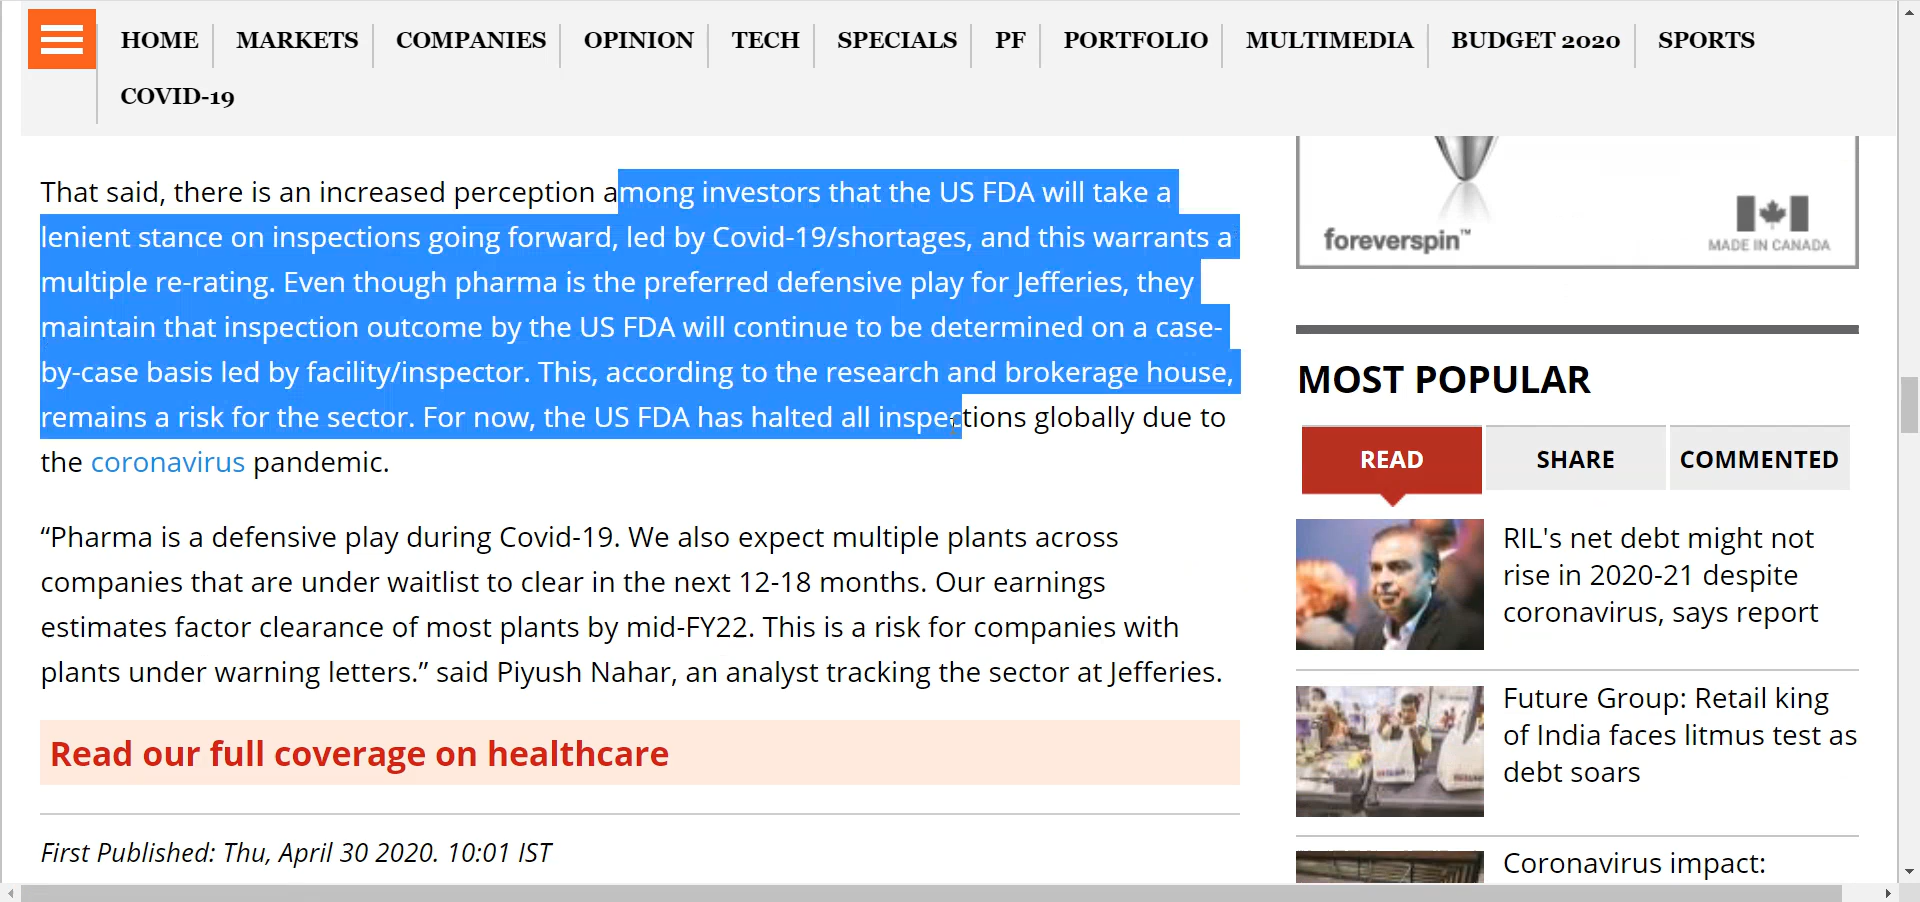 HOME MARKETS COMPANIES OPINION TECH SPECIALS PF PORTFOLIO MULTIMEDIA BUDGET 2020 SPORTS
COVID-19
That said, there is an increased perception among investors that the US FDA will take a
lenient stance on inspections going forward, led by Covid-19/shortages, and this warrants a
multiple re-rating. Even though pharma is the preferred defensive play for Jefferies, they
maintain that inspection outcome by the US FDA will continue to be determined on a case-
by-case basis led by facility/inspector. This, according to the research and brokerage house,
remains a risk for the sector. For now, the US FDA has halted all inspections globally due to
the coronavirus pandemic.
“Pharma is a defensive play during Covid-19. We also expect multiple plants across
companies that are under waitlist to clear in the next 12-18 months. Our earnings
estimates factor clearance of most plants by mid-FY22. This is a risk for companies with
plants under warning letters.” said Piyush Nahar, an analyst tracking the sector at Jefferies.
Read our full coverage on healthcare
First Published: Thu, April 30 2020. 10:01 IST
foreverspin™
MADE IN CANADA
MOST POPULAR
READ SHARE COMMENTED
RIL's net debt might not
rise in 2020-21 despite
coronavirus, says report
Future Group: Retail king
of India faces litmus test as
debt soars
Coronavirus impact: